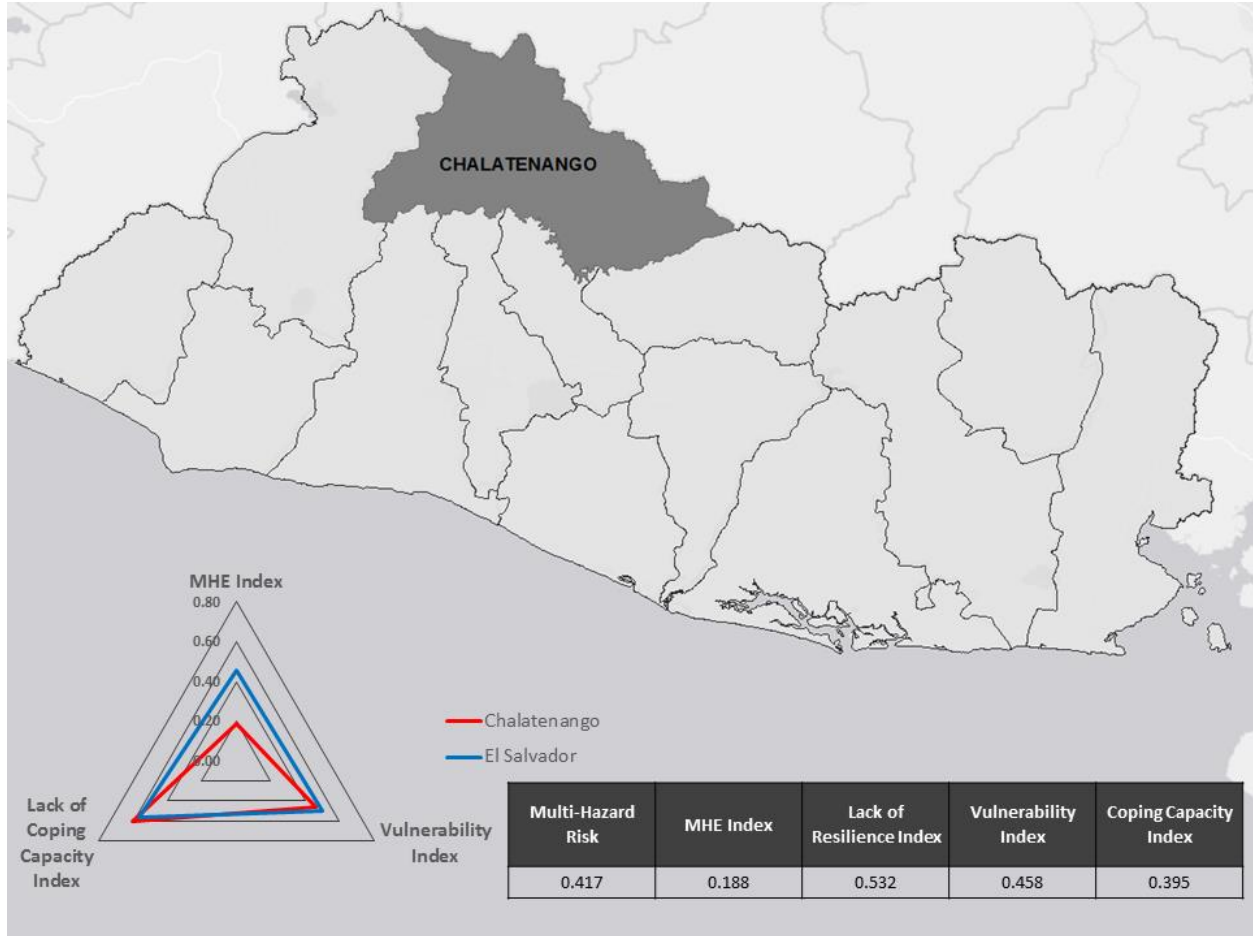 CHALATENANGO
MHE Index
0.80
0.60
0.40
0.20
0.00
Lack of
Coping
Capacity
Index
Vulnerability
Index
Chalatenango
El Salvador
Multi-Hazard
Risk
MHE Index
Lack of
Resilience Index
Vulnerability
Index
Coping Capacity
Index
0.417
0.188
0.532
0.458
0.395